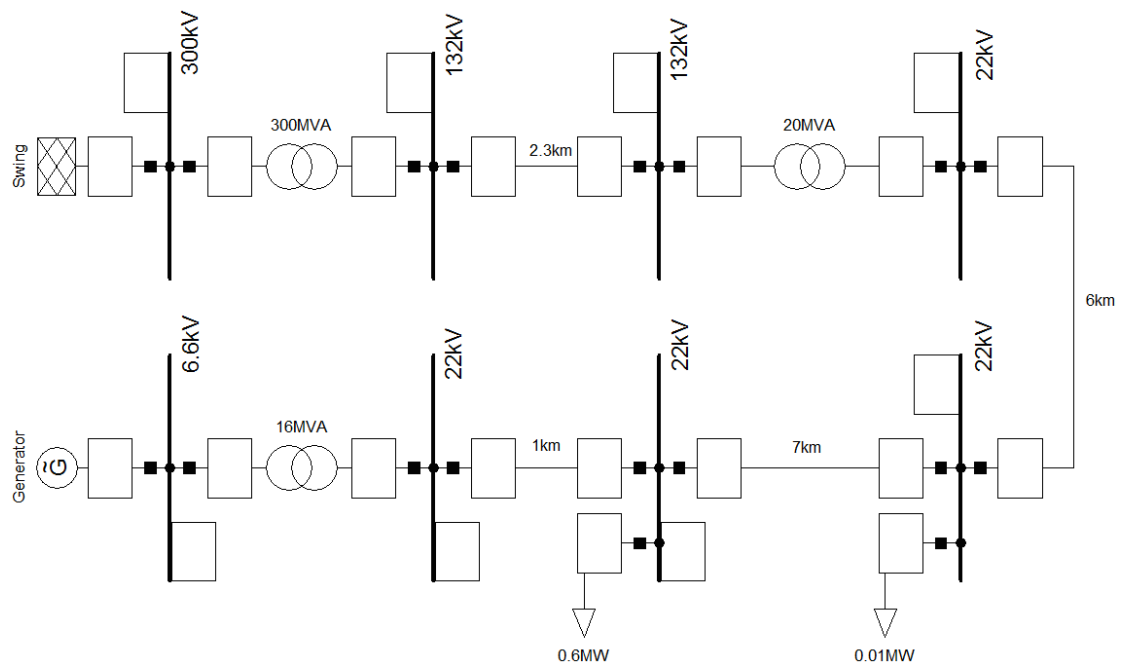 300kV
132kV
132kV
22kV
Swing
300MVA
2.3km
20MVA
6km
6.6kV
22kV
22kV
22kV
Generator
G̃
16MVA
1km
7km
0.6MW
0.01MW